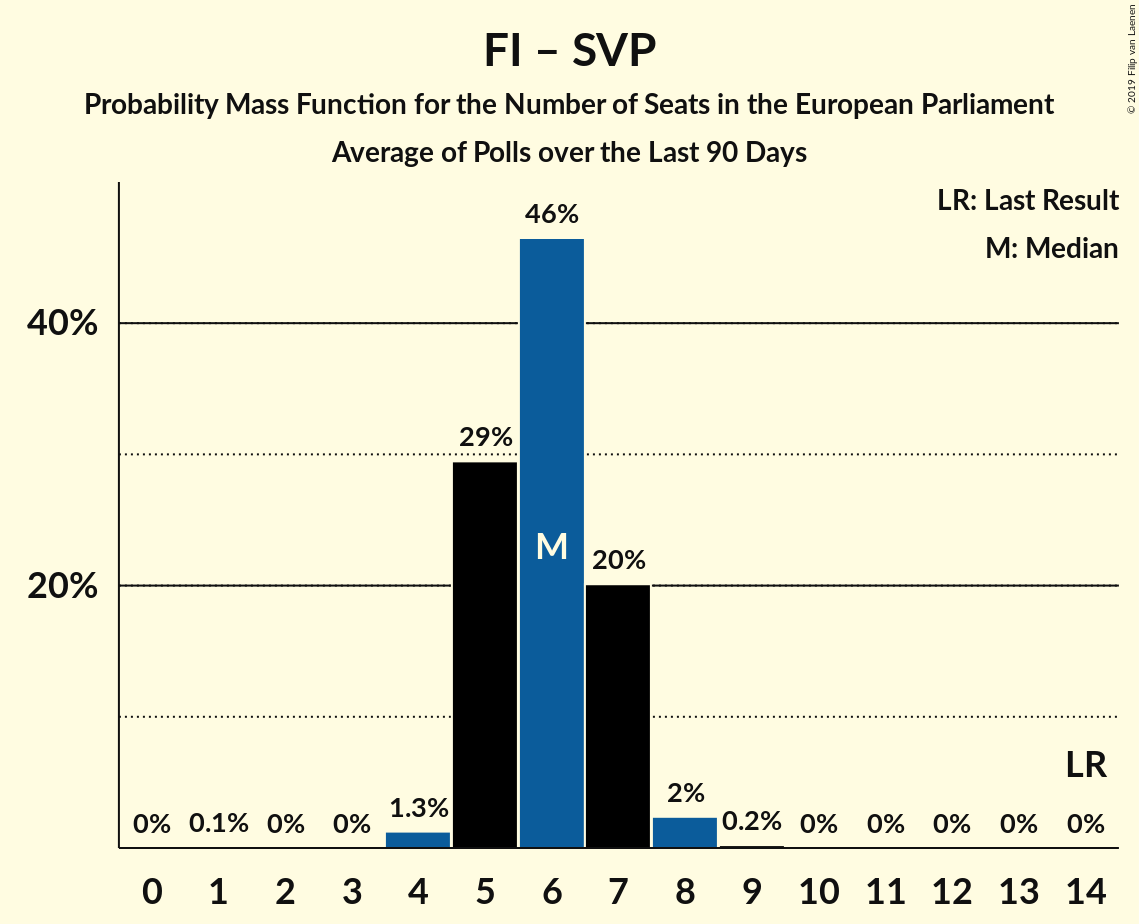 FI – SVP
Probability Mass Function for the Number of Seats in the European Parliament
Average of Polls over the Last 90 Days
© 2019 Filip van Laenen
LR: Last Result
M: Median
46%
40%
29%
M
20%
20%
LR
0% 0.1% 0% 0% 1.3% 2% 0.2% 0% 0% 0% 0% 0%
0 1 2 3 4 5 6 7 8 9 10 11 12 13 14